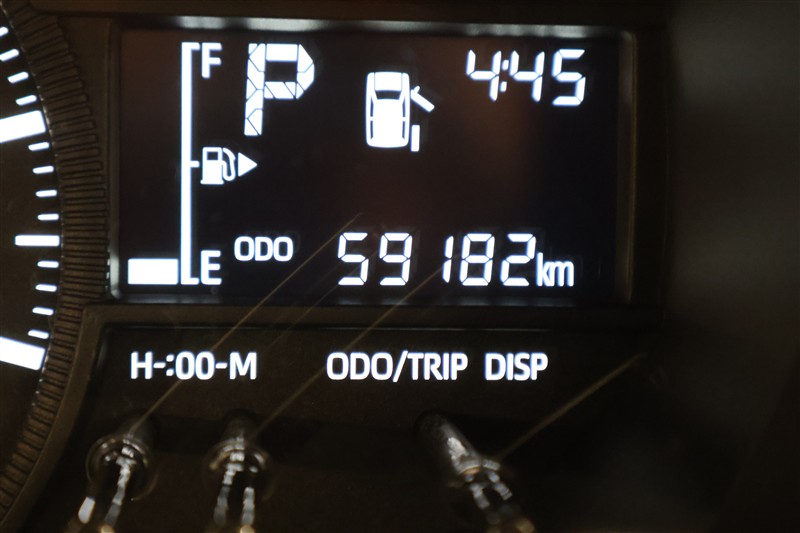 F
P
4:45
E
ODO
59182km
H-:00-M
ODO/TRIP DISP